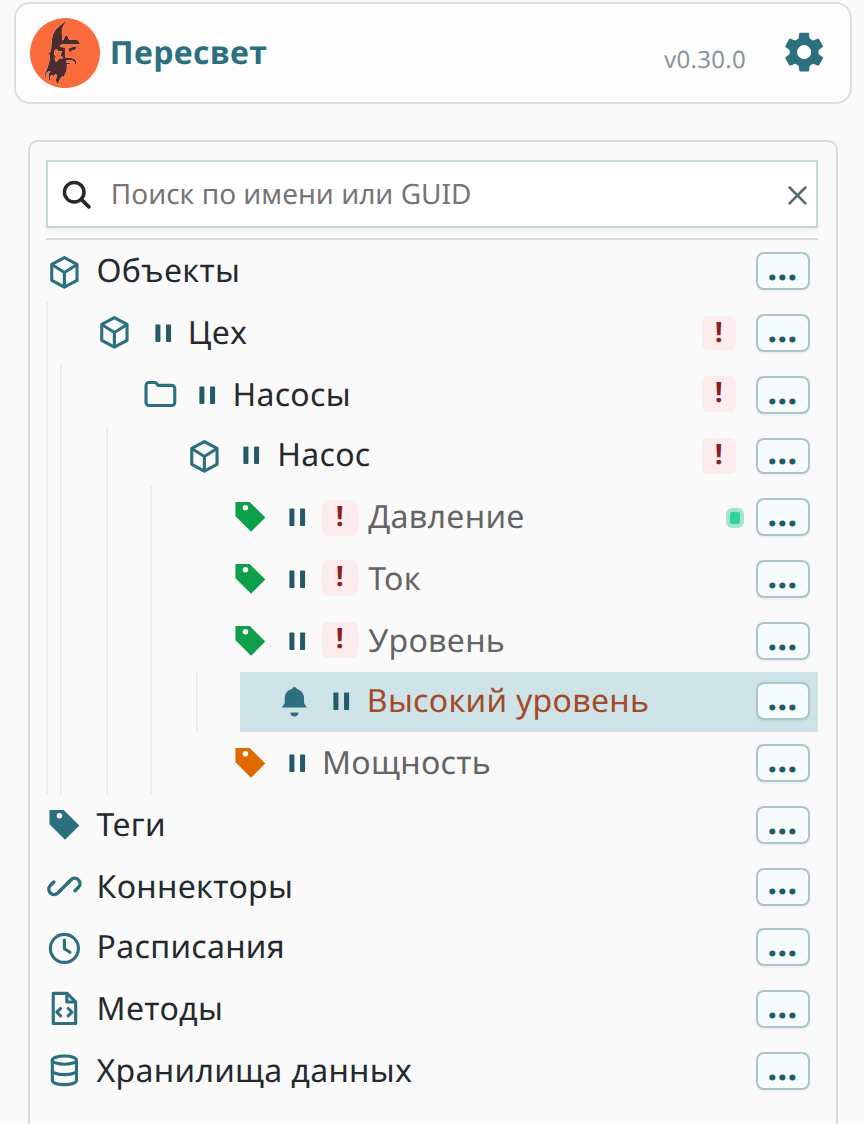 Пересвет
v0.30.0
Поиск по имени или GUID
Объекты
Цех !
Насосы !
Насос !
! Давление
! Ток
! Уровень
Высокий уровень
Мощность
Теги
Коннекторы
Расписания
Методы
Хранилища данных